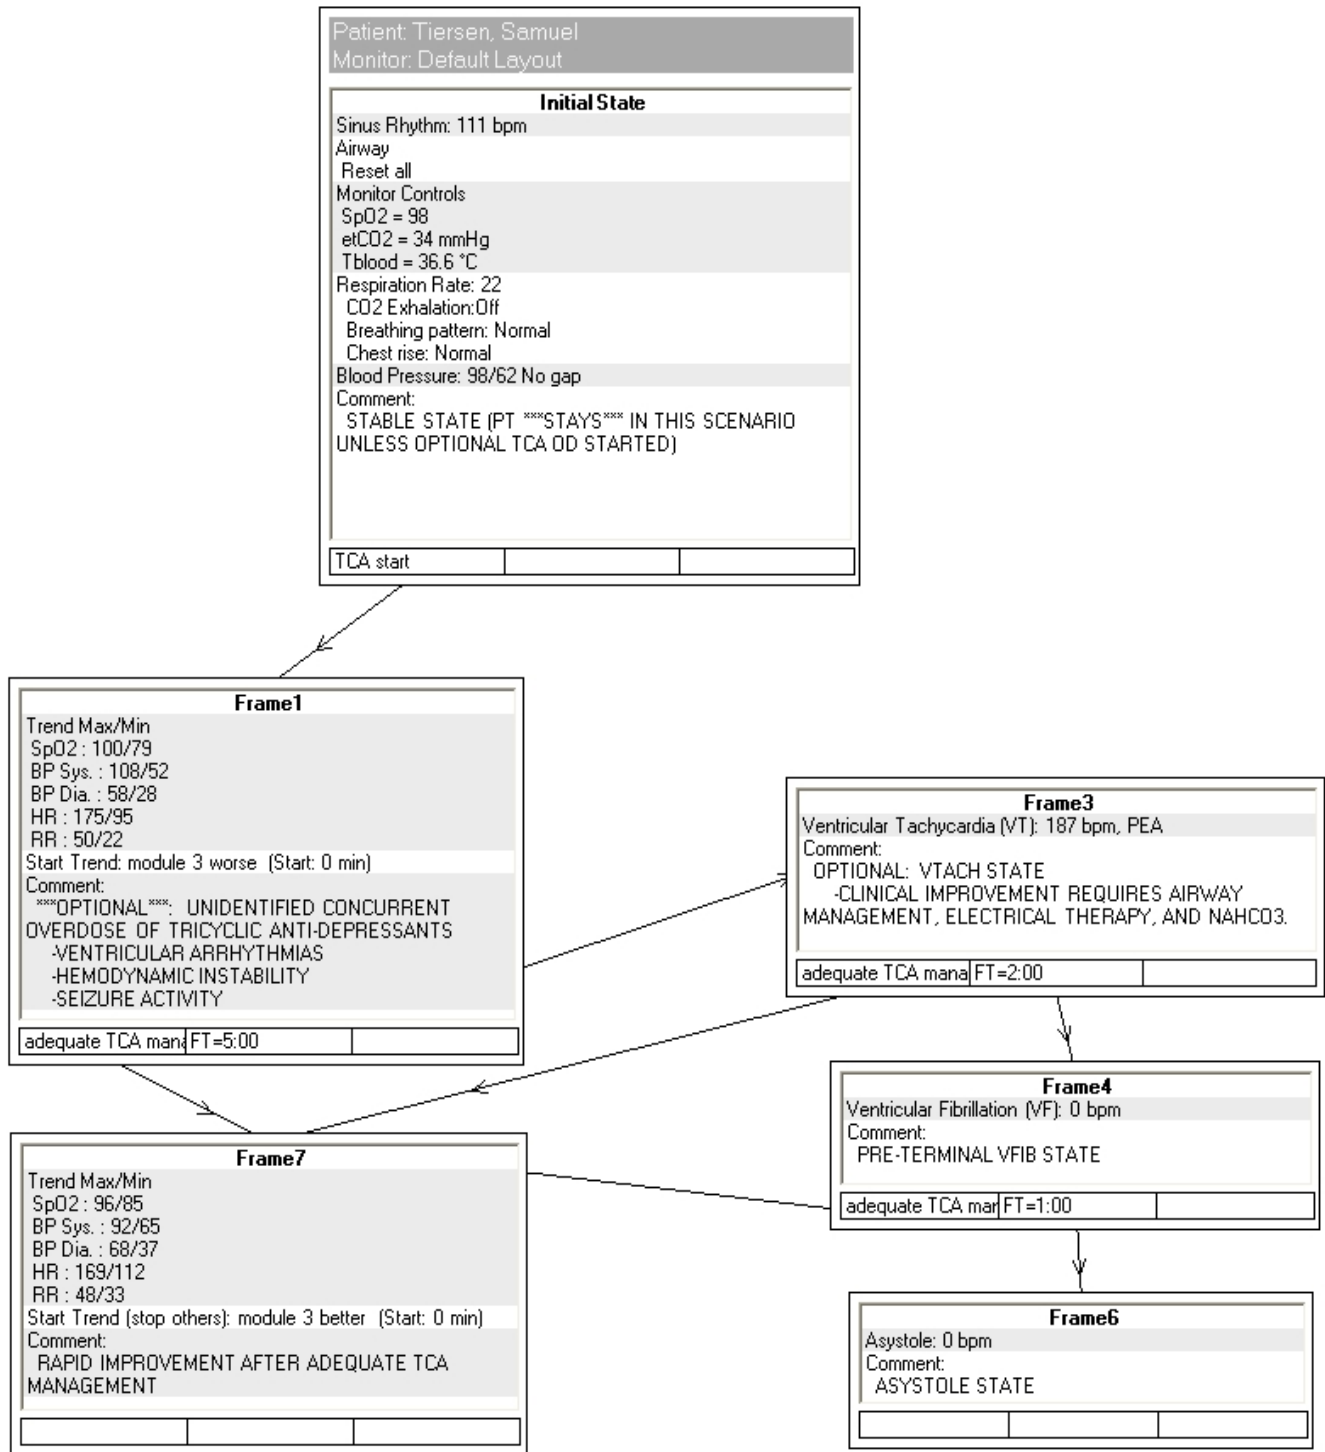 Patient: Tiersen, Samuel
Monitor: Default Layout
Initial State
Sinus Rhythm: 111 bpm
Airway
Reset all
Monitor Controls
SpO2 = 98
etCO2 = 34 mmHg
Tblood = 36.6 °C
Respiration Rate: 22
CO2 Exhalation:Off
Breathing pattern: Normal
Chest rise: Normal
Blood Pressure: 98/62 No gap
Comment:
STABLE STATE (PT ***STAYS*** IN THIS SCENARIO
UNLESS OPTIONAL TCA OD STARTED)
TCA start
Frame1
Trend Max/Min
SpO2 : 100/79
BP Sys. : 108/52
BP Dia. : 58/28
HR : 175/95
RR : 50/22
Start Trend: module 3 worse (Start: 0 min)
Comment:
***OPTIONAL***: UNIDENTIFIED CONCURRENT
OVERDOSE OF TRICYCLIC ANTI-DEPRESSANTS
-VENTRICULAR ARRHYTHMIAS
-HEMODYNAMIC INSTABILITY
-SEIZURE ACTIVITY
adequate TCA mana FT=5:00
Frame3
Ventricular Tachycardia (VT): 187 bpm, PEA
Comment:
OPTIONAL: VTACH STATE
-CLINICAL IMPROVEMENT REQUIRES AIRWAY
MANAGEMENT, ELECTRICAL THERAPY, AND NAHCO3.
adequate TCA mana FT=2:00
Frame4
Ventricular Fibrillation (VF): 0 bpm
Comment:
PRE-TERMINAL VFIB STATE
adequate TCA mar FT=1:00
Frame7
Trend Max/Min
SpO2 : 96/85
BP Sys. : 92/65
BP Dia. : 68/37
HR : 169/112
RR : 48/33
Start Trend (stop others): module 3 better (Start: 0 min)
Comment:
RAPID IMPROVEMENT AFTER ADEQUATE TCA
MANAGEMENT
Frame6
Asystole: 0 bpm
Comment:
ASYSTOLE STATE